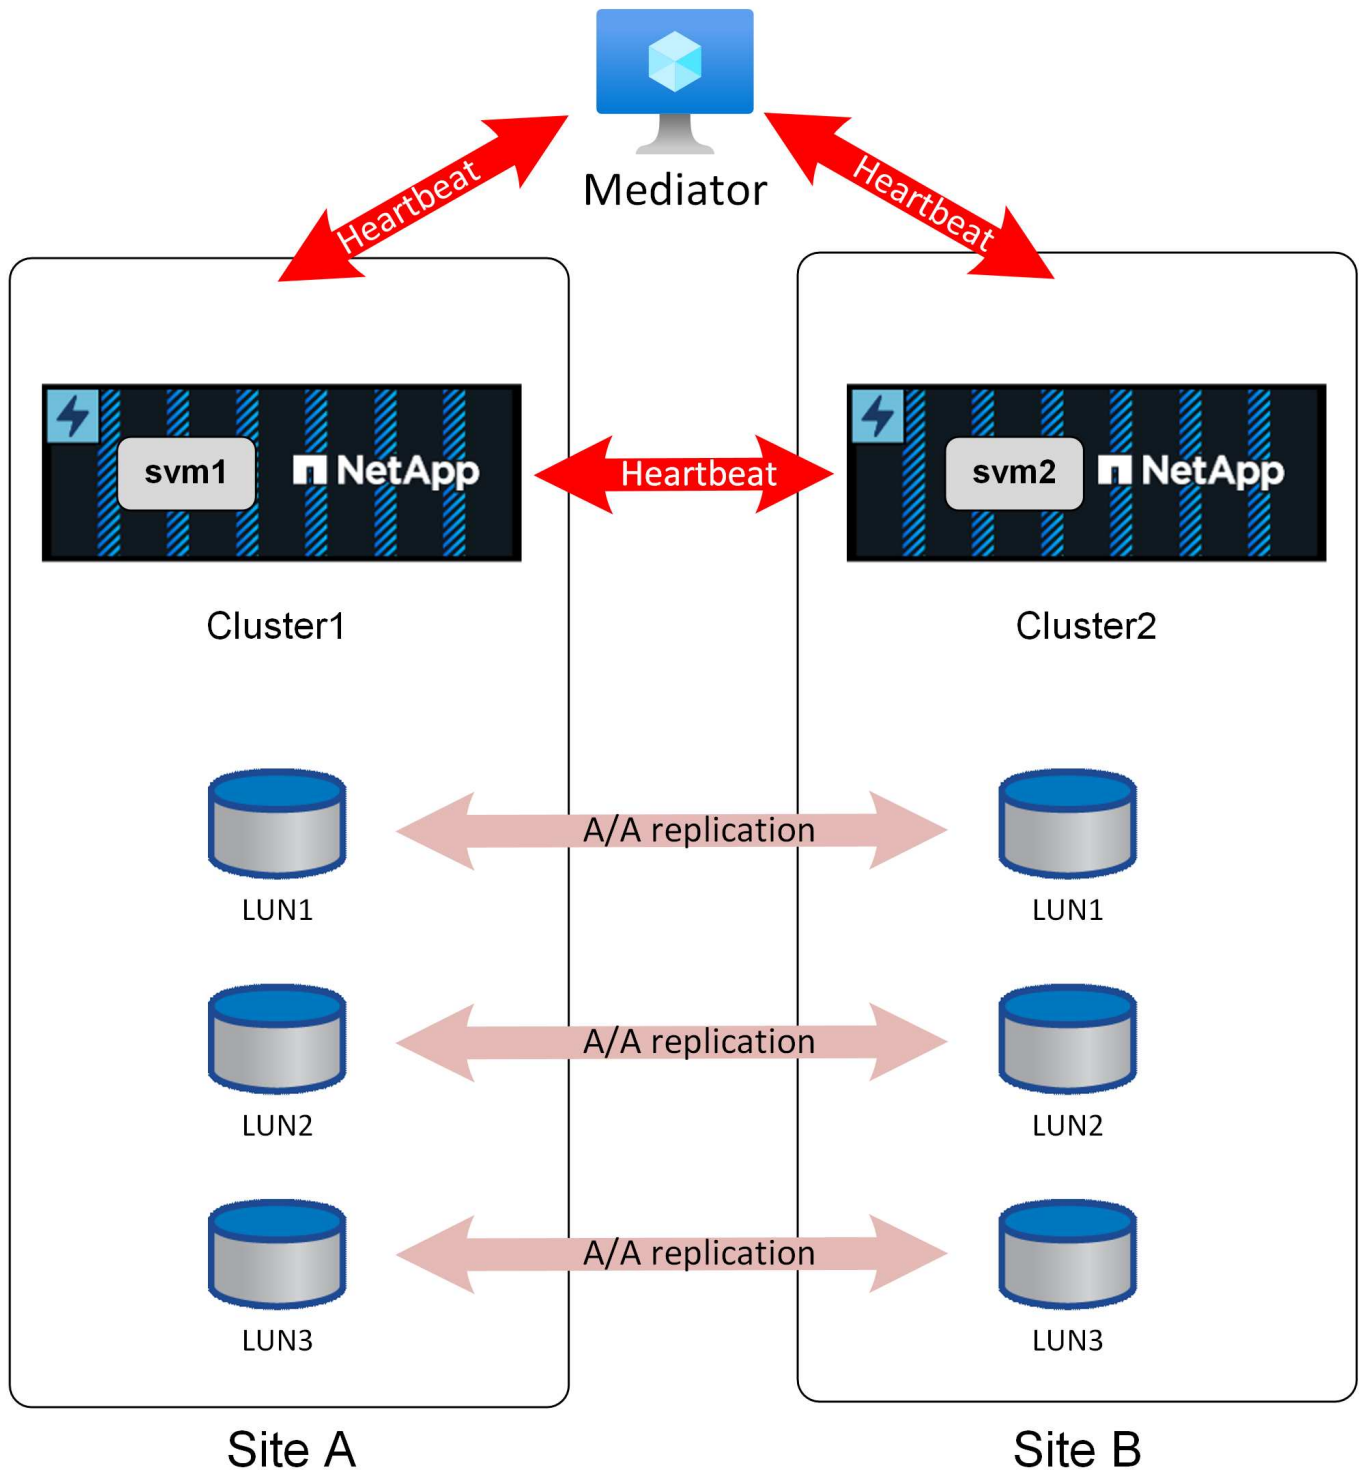 Mediator
Heartbeat
Heartbeat
svm1
NetApp
Heartbeat
svm2
NetApp
Cluster1
Cluster2
A/A replication
LUN1
LUN1
A/A replication
LUN2
LUN2
A/A replication
LUN3
LUN3
Site A
Site B